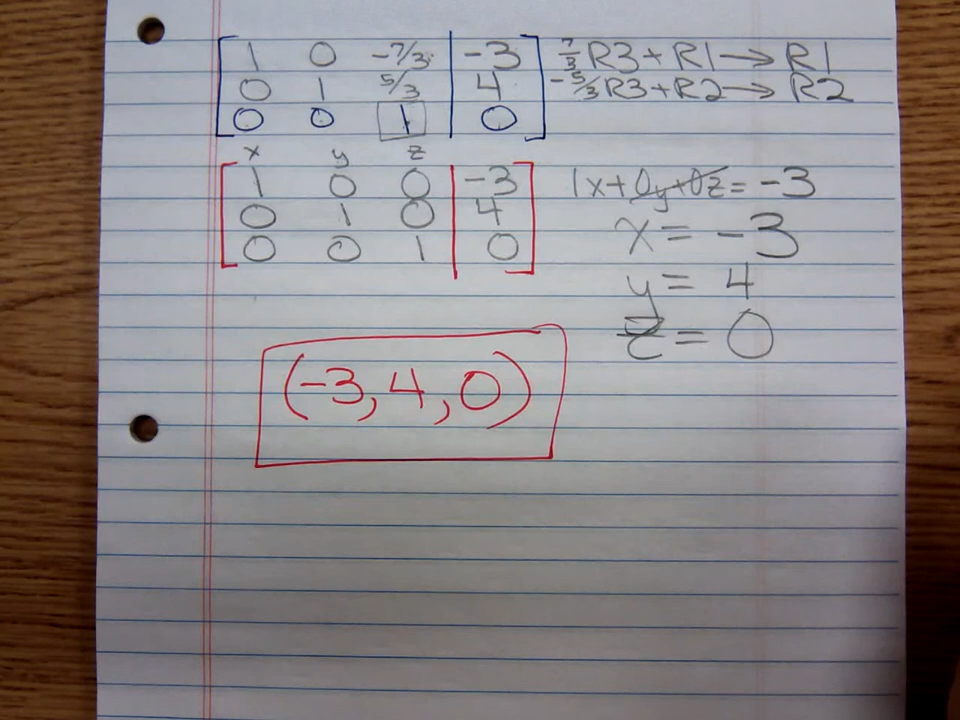 1 0 -7/3 | -3 7/3 R3 + R1 → R1
0 1 5/3 | 4 -5/3 R3 + R2 → R2
0 0 1 | 0
x y z
1 0 0 | -3 1x + 0y + 0z = -3
0 1 0 | 4 x = -3
0 0 1 | 0 y = 4
z = 0
(-3, 4, 0)